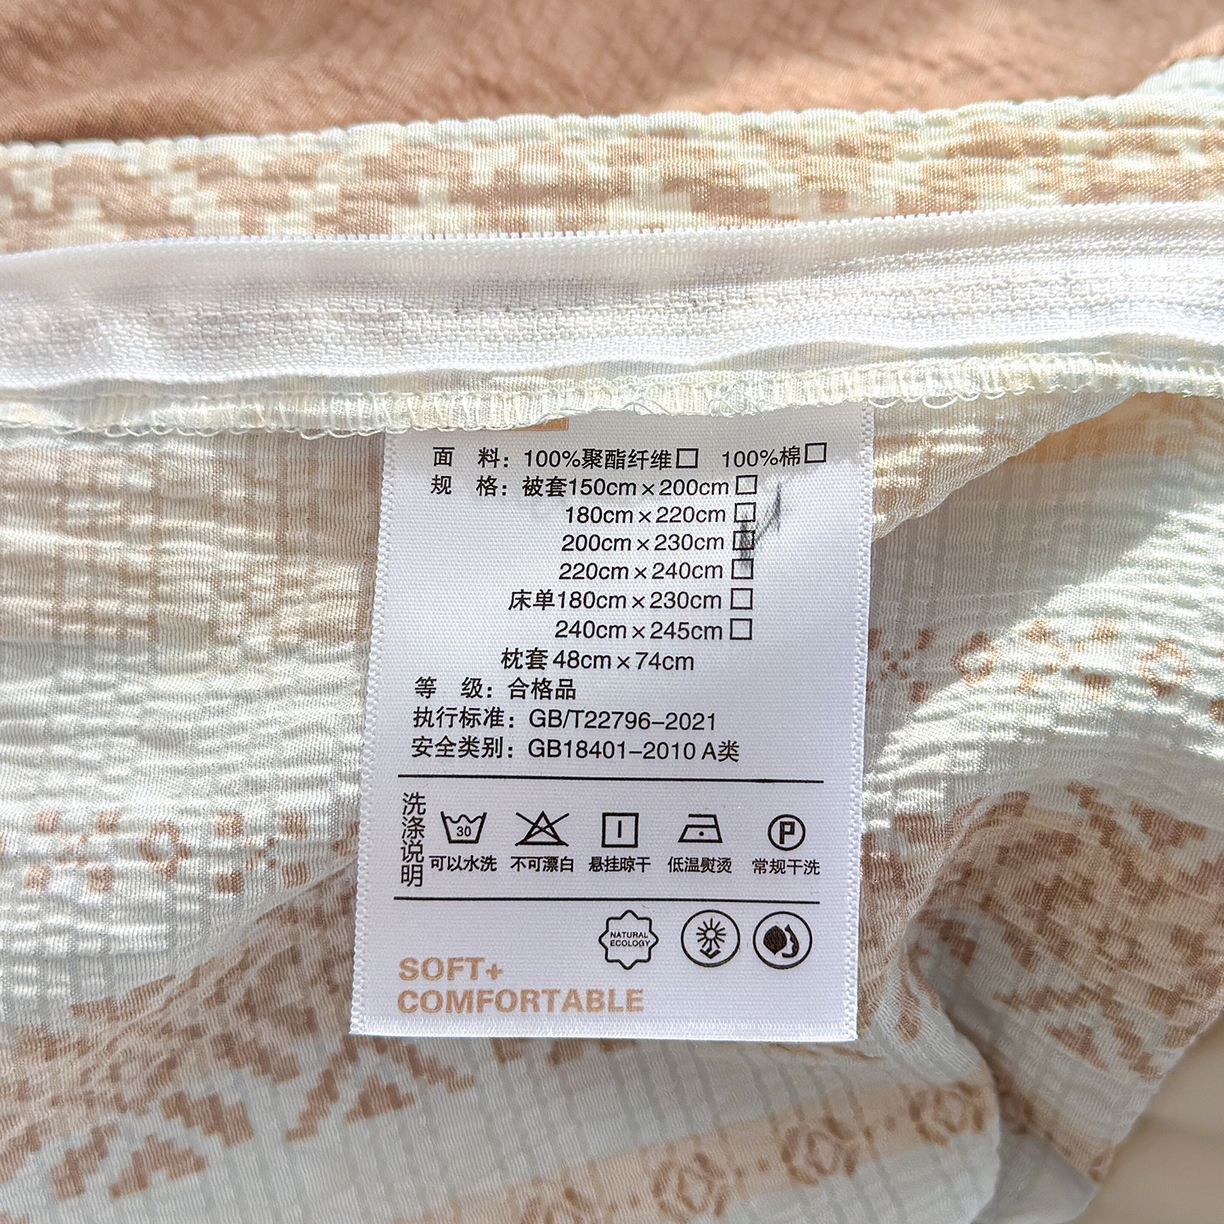 面 料：100%聚酯纤维□ 100%棉□
规 格：被套150cm×200cm□
180cm×220cm□
200cm×230cm□
220cm×240cm□
床单180cm×230cm□
240cm×245cm□
枕套48cm×74cm
等 级：合格品
执行标准：GB/T22796-2021
安全类别：GB18401-2010 A类
洗涤说明
30
P
可以水洗 不可漂白 悬挂晾干 低温熨烫 常规干洗
NATURAL
ECOLOGY
SOFT+
COMFORTABLE